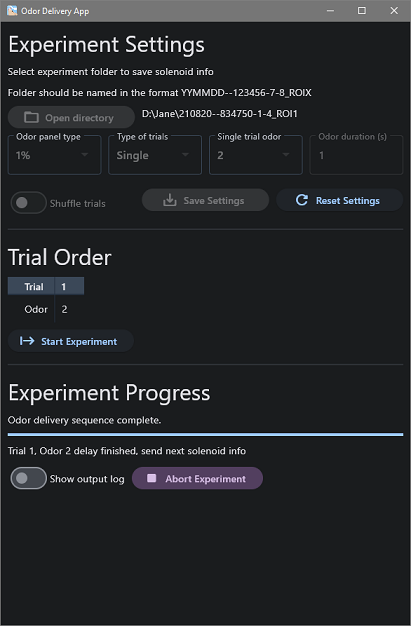 Odor Delivery App
Experiment Settings
Select experiment folder to save solenoid info
Folder should be named in the format YYMMDD--123456-7-8_ROIX
Open directory D:\Jane\210820--834750-1-4_ROI1
Odor panel type Type of trials Single trial odor Odor duration (s)
1% Single 2 1
Shuffle trials Save Settings Reset Settings
Trial Order
Trial 1
Odor 2
Start Experiment
Experiment Progress
Odor delivery sequence complete.
Trial 1, Odor 2 delay finished, send next solenoid info
Show output log Abort Experiment